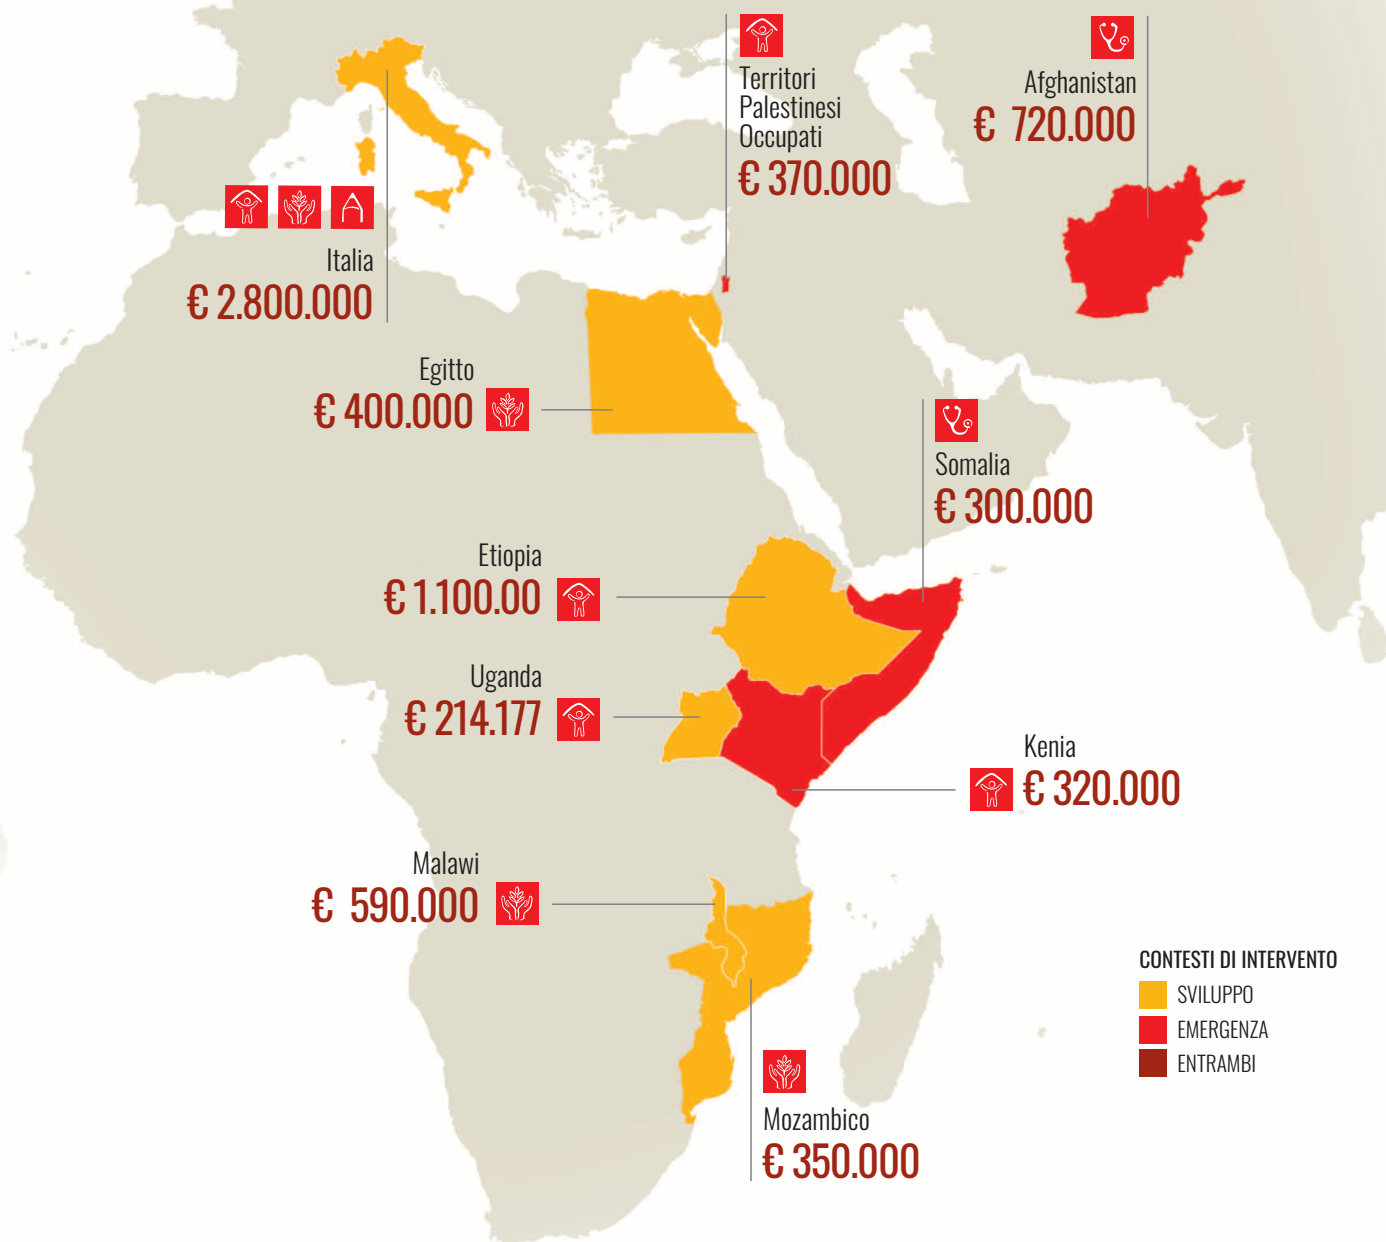 Territori
Palestinesi
Occupati
€ 370.000
Afghanistan
€ 720.000
Italia
€ 2.800.000
Egitto
€ 400.000
Somalia
€ 300.000
Etiopia
€ 1.100.00
Uganda
€ 214.177
Kenia
€ 320.000
Malawi
€ 590.000
CONTESTI DI INTERVENTO
SVILUPPO
EMERGENZA
ENTRAMBI
Mozambico
€ 350.000